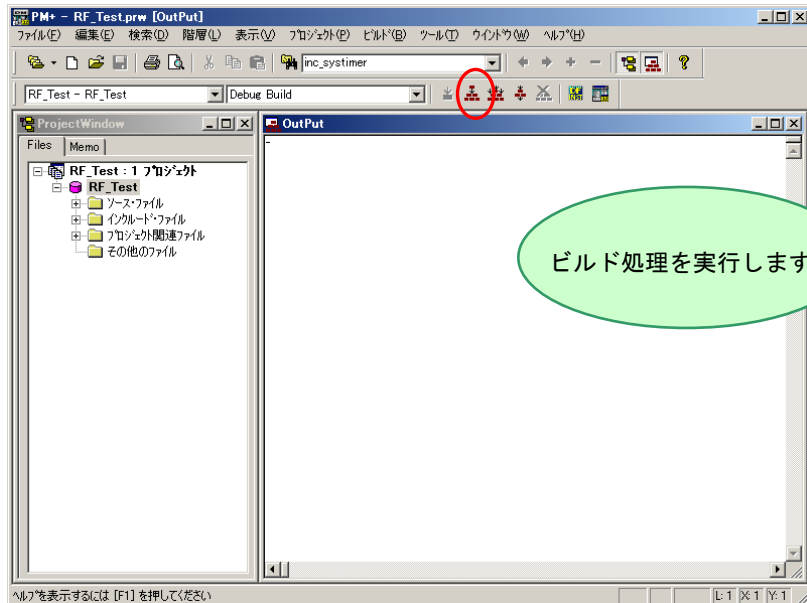 PM+ - RF_Test.prw [OutPut]
ﾌｧｲﾙ(F) 編集(E) 検索(D) 階層(L) 表示(V) ﾌﾟﾛｼﾞｪｸﾄ(P) ﾋﾞﾙﾄﾞ(B) ﾂｰﾙ(T) ｳｲﾝﾄﾞｳ(W) ﾍﾙﾌﾟ(H)
inc_systimer
RF_Test - RF_Test Debug Build
ProjectWindow
OutPut
Files Memo
RF_Test : 1 ﾌﾟﾛｼﾞｪｸﾄ
RF_Test
ｿｰｽ･ﾌｧｲﾙ
ｲﾝｸﾙｰﾄﾞ･ﾌｧｲﾙ
ﾌﾟﾛｼﾞｪｸﾄ関連ﾌｧｲﾙ
その他のﾌｧｲﾙ
ビルド処理を実行します
ﾍﾙﾌﾟを表示するには [F1] を押してください
L: 1 X: 1 Y: 1